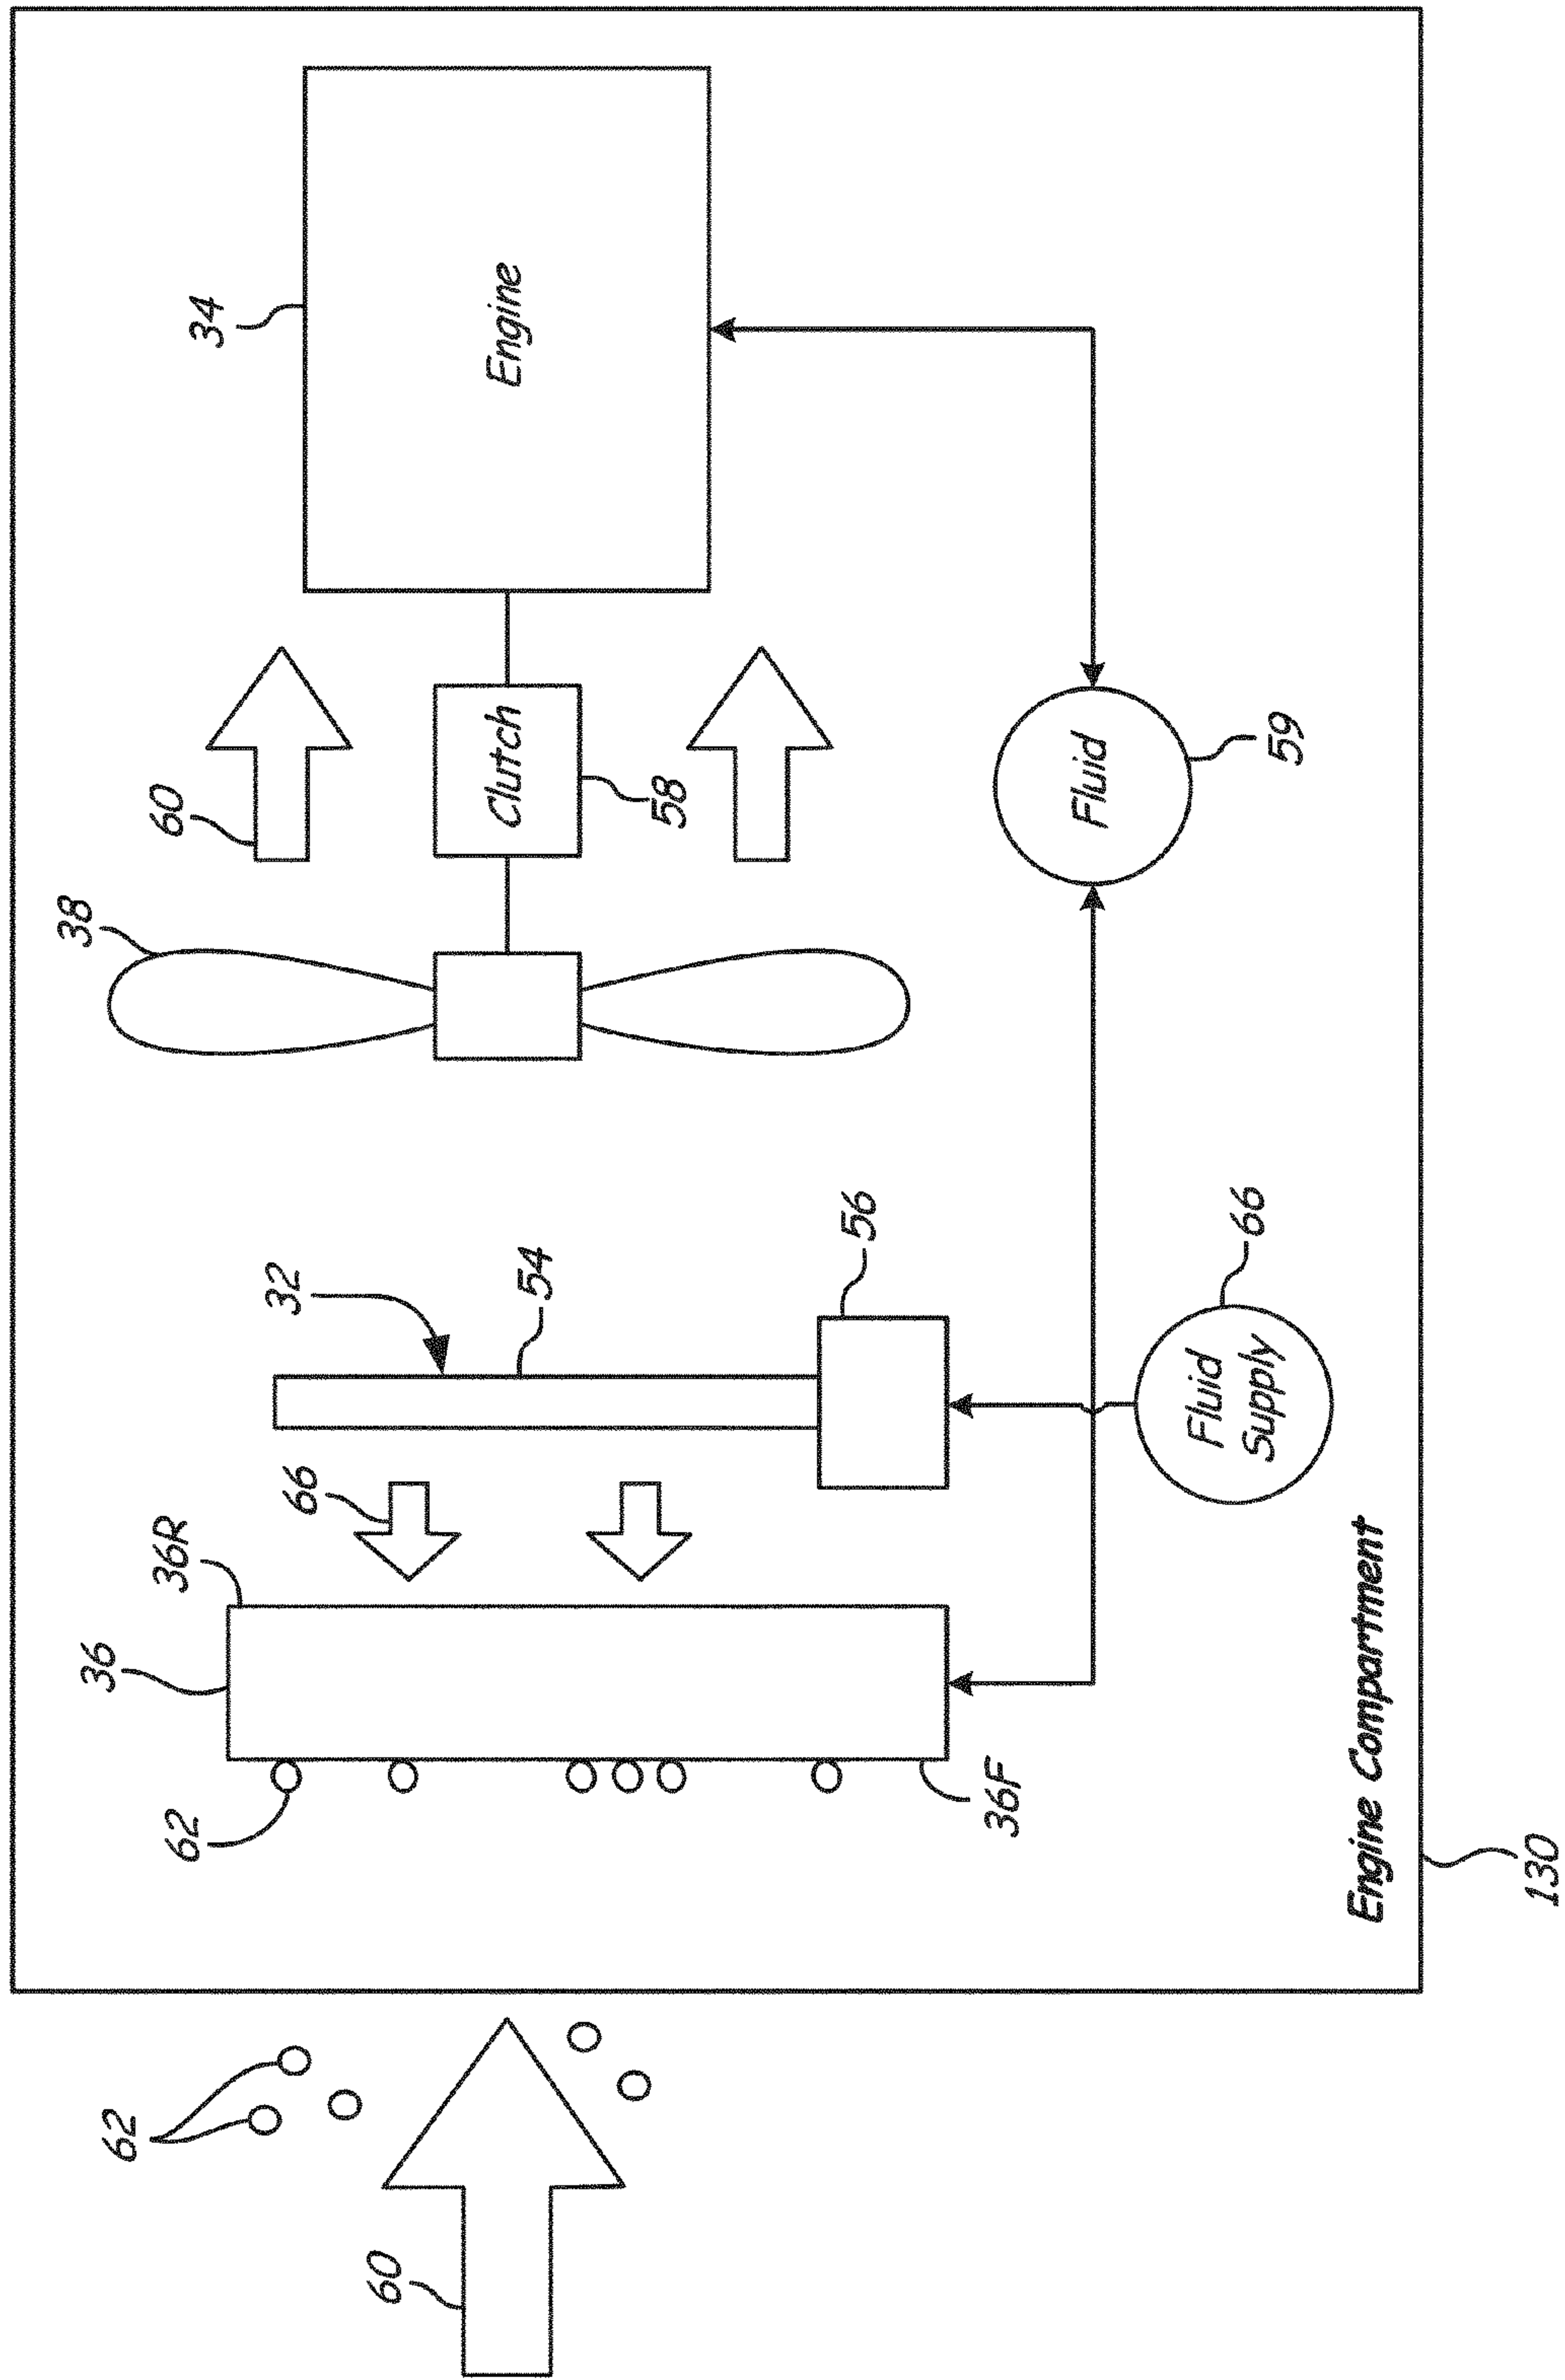 60
62
130
Engine Compartment
62
36F
36
36R
66
Fluid
Supply
66
32
54
56
38
60
Clutch
58
Fluid
59
34
Engine